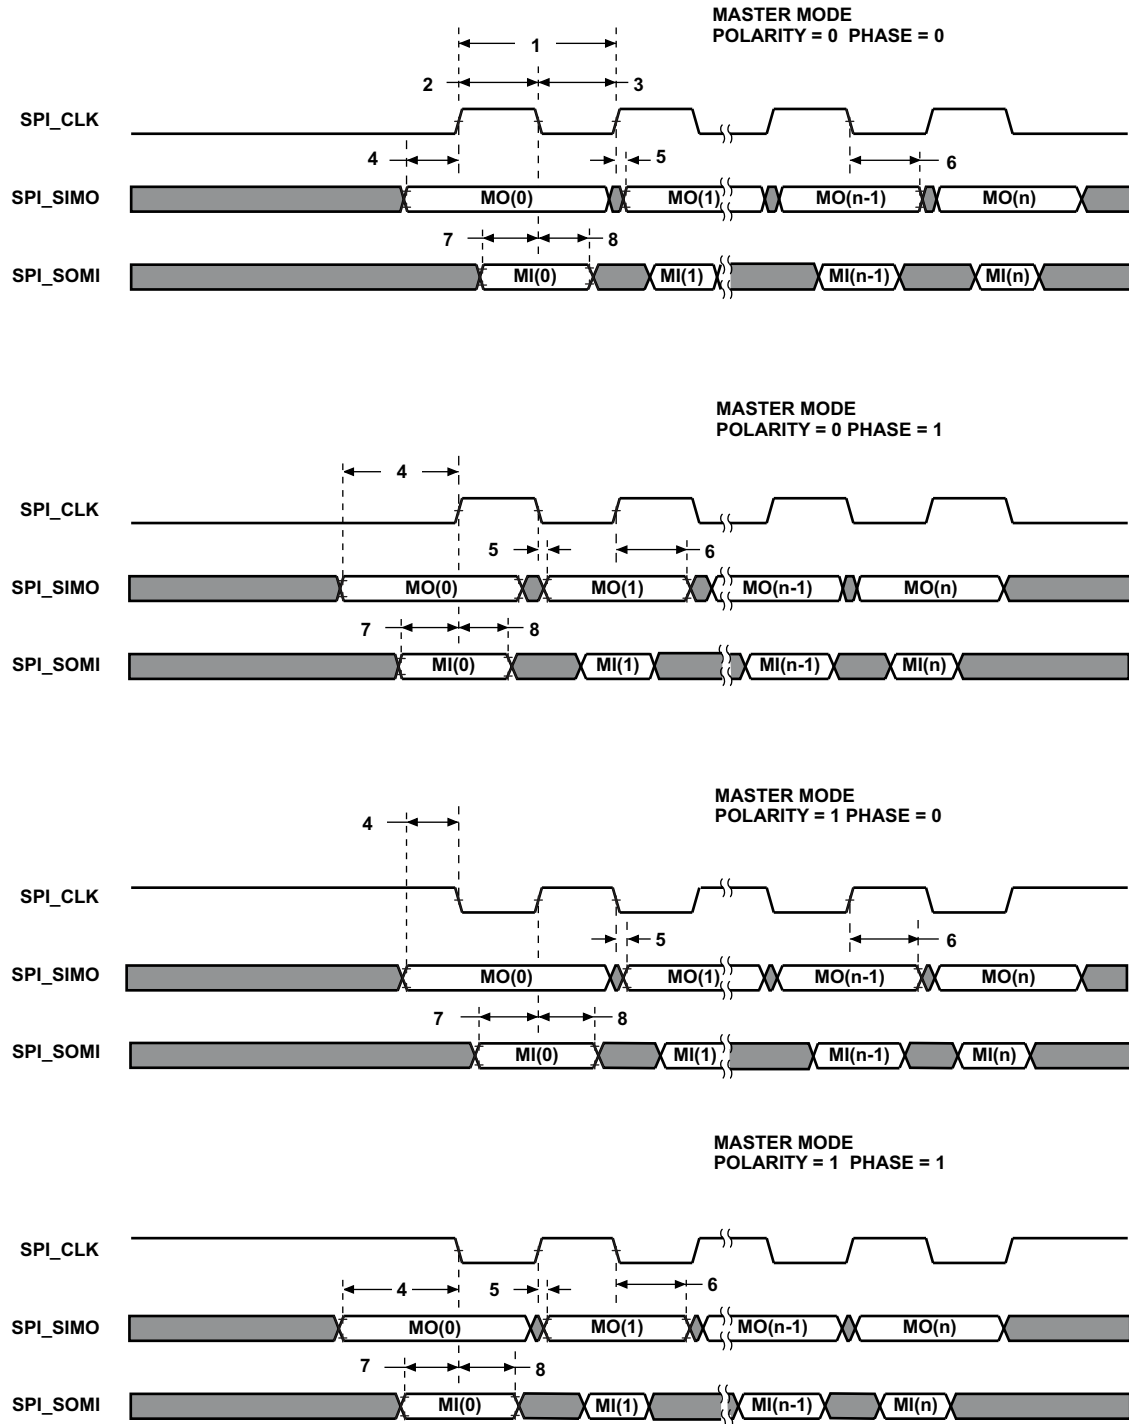 MASTER MODE
POLARITY = 0 PHASE = 0
1
2 3
SPI_CLK
4 5 6
SPI_SIMO MO(0) MO(1) MO(n-1) MO(n)
7 8
SPI_SOMI MI(0) MI(1) MI(n-1) MI(n)
MASTER MODE
POLARITY = 0 PHASE = 1
4
SPI_CLK
5 6
SPI_SIMO MO(0) MO(1) MO(n-1) MO(n)
7 8
SPI_SOMI MI(0) MI(1) MI(n-1) MI(n)
MASTER MODE
POLARITY = 1 PHASE = 0
4
SPI_CLK
5 6
SPI_SIMO MO(0) MO(1) MO(n-1) MO(n)
7 8
SPI_SOMI MI(0) MI(1) MI(n-1) MI(n)
MASTER MODE
POLARITY = 1 PHASE = 1
SPI_CLK
4 5 6
SPI_SIMO MO(0) MO(1) MO(n-1) MO(n)
7 8
SPI_SOMI MI(0) MI(1) MI(n-1) MI(n)